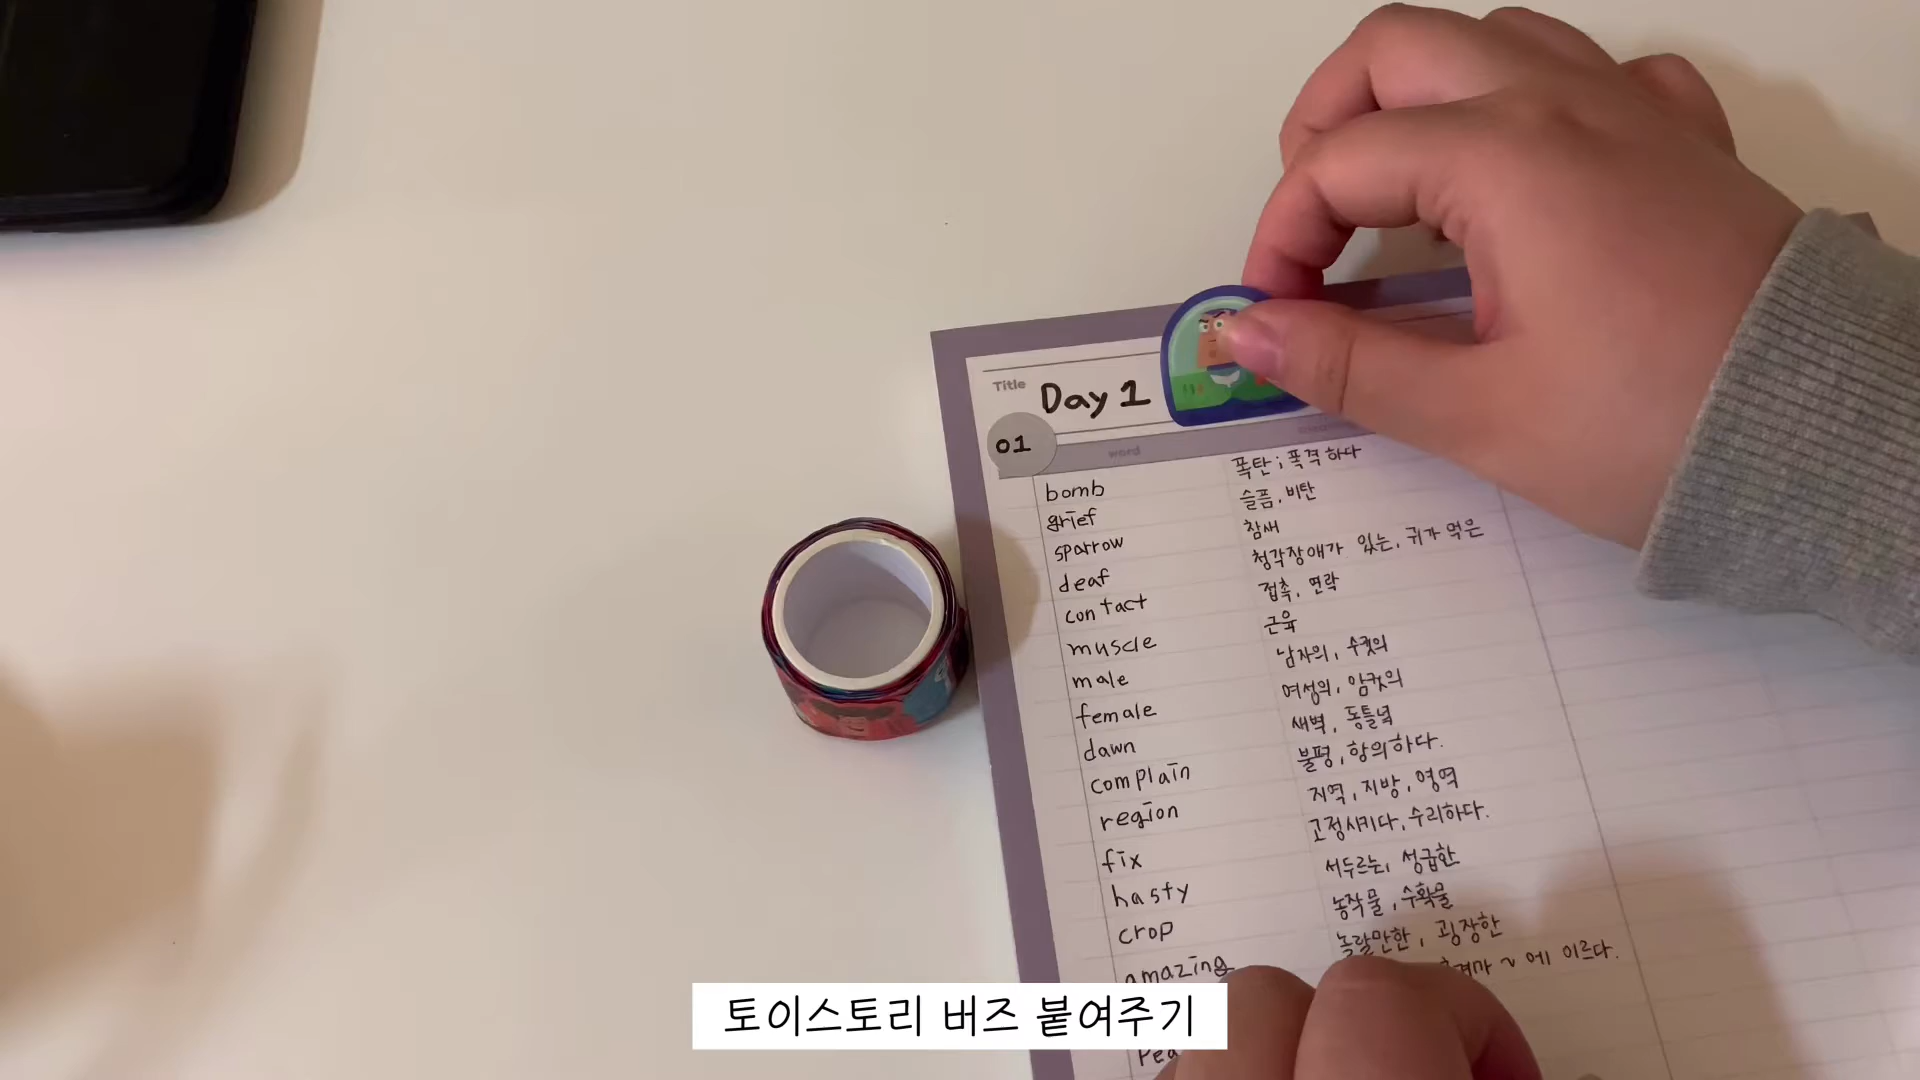 Title Day 1
01
word
bomb 폭탄; 폭격하다
grief 슬픔, 비탄
sparrow 참새
deaf 청각장애가 있는, 귀가 먹은
contact 접촉, 연락
muscle 근육
male 남자의, 수컷의
female 여성의, 암컷의
dawn 새벽, 동틀녘
complain 불평, 항의하다.
region 지역, 지방, 영역
fix 고정시키다, 수리하다.
hasty 서두르는, 성급한
crop 농작물, 수확물
amazing 놀랄만한, 굉장한
~에 이르다.
토이스토리 버즈 붙여주기